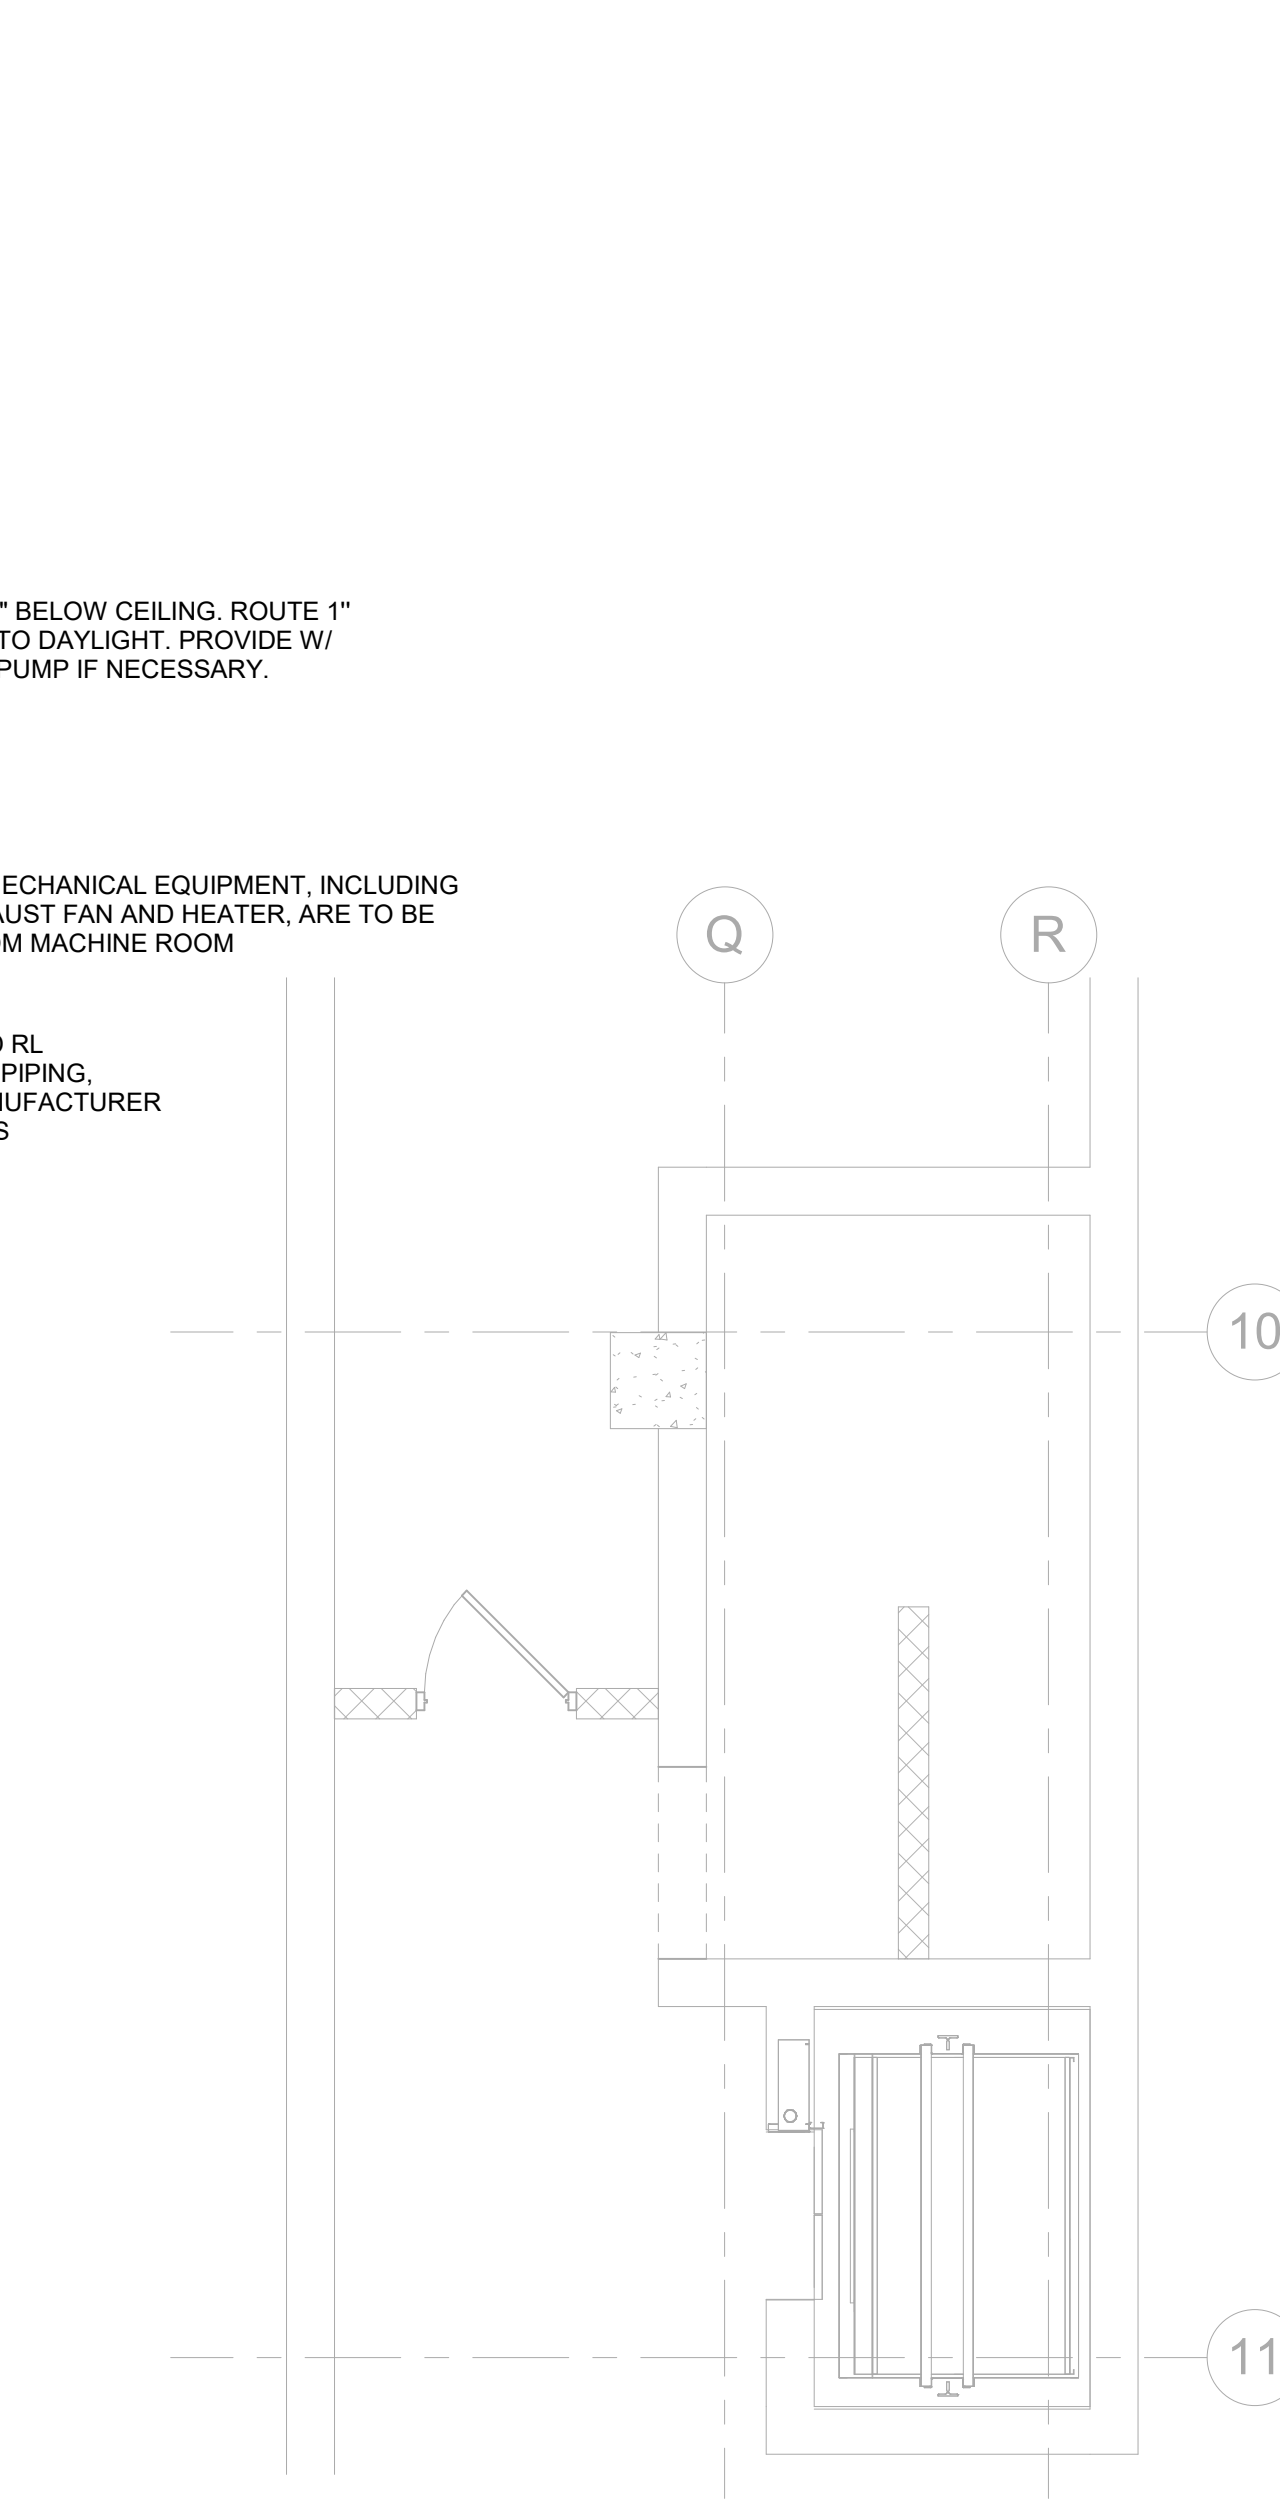 " BELOW CEILING. ROUTE 1"
TO DAYLIGHT. PROVIDE W/
PUMP IF NECESSARY.
ECHANICAL EQUIPMENT, INCLUDING
AUST FAN AND HEATER, ARE TO BE
OM MACHINE ROOM
Q
R
RL
PIPING,
NUFACTURER
S
10
11